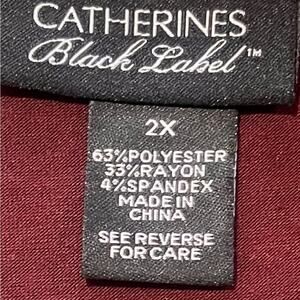 CATHERINES
Black Label™
2X
63%POLYESTER
33%RAYON
4%SPANDEX
MADE IN
CHINA
SEE REVERSE
FOR CARE